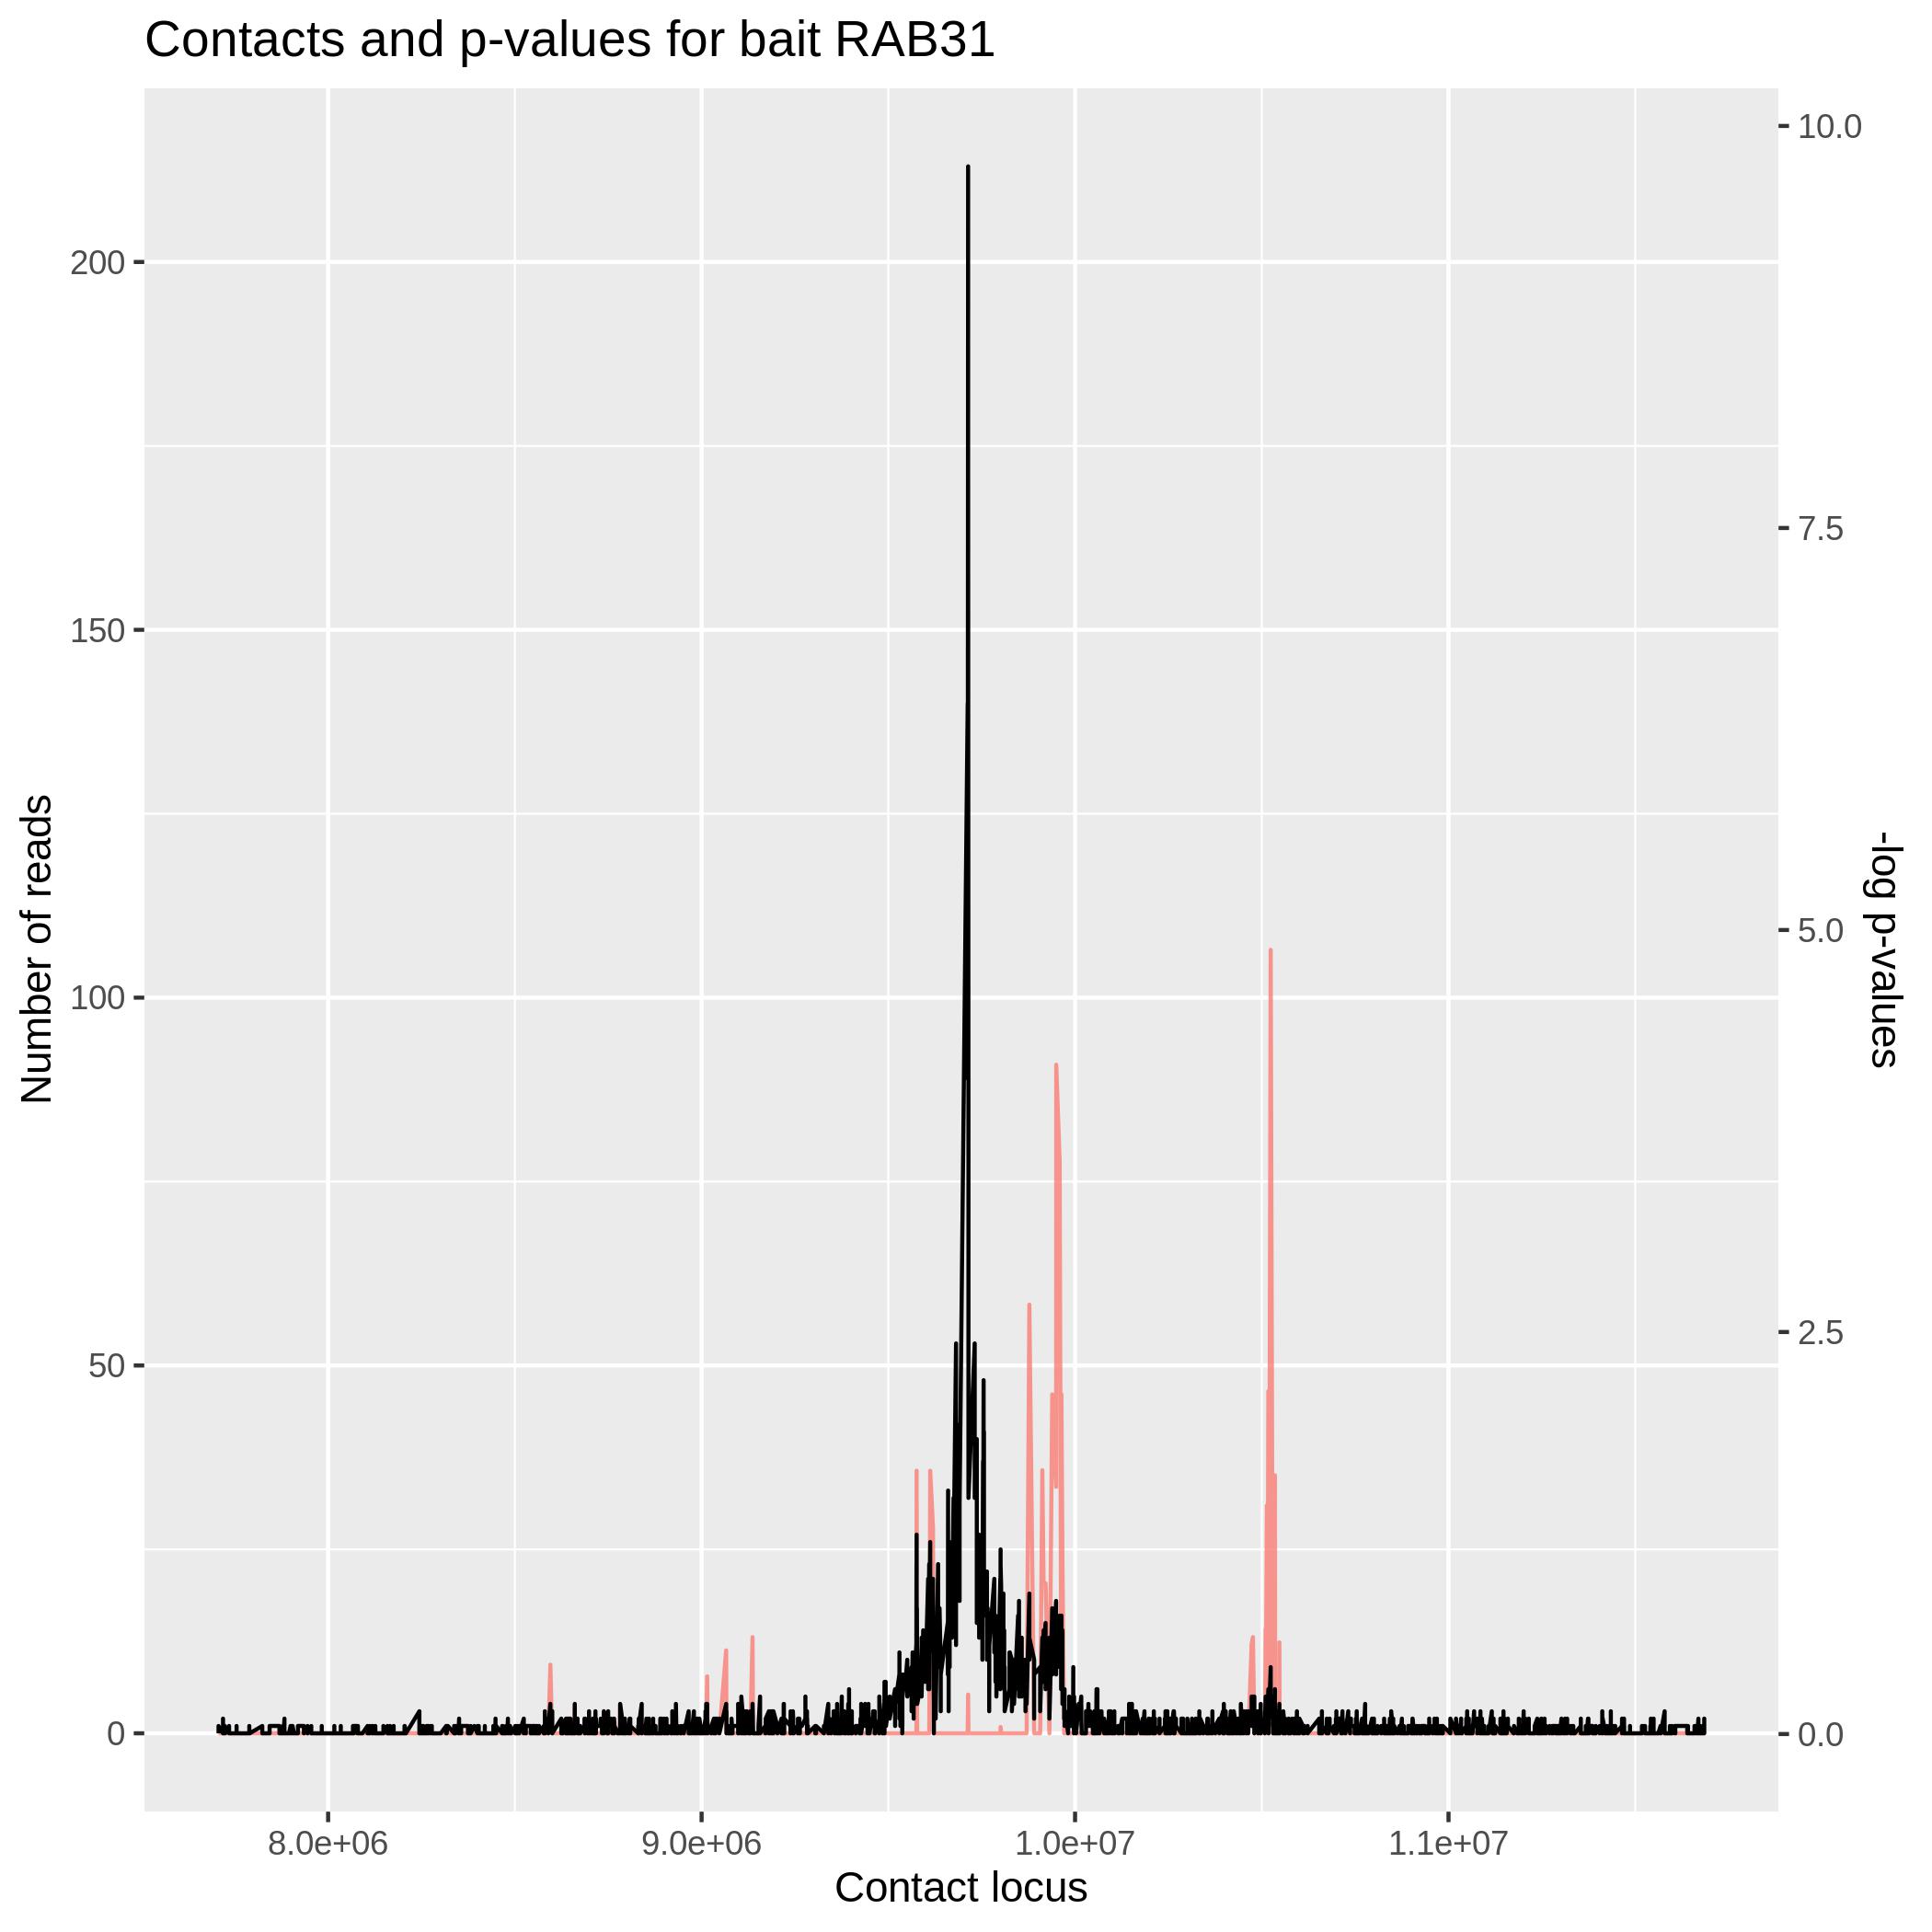 Contacts and p-values for bait RAB31
Number of reads
200
150
100
50
0
10.0
7.5
5.0
2.5
0.0
-log p-values
8.0e+06 9.0e+06 1.0e+07 1.1e+07
Contact locus